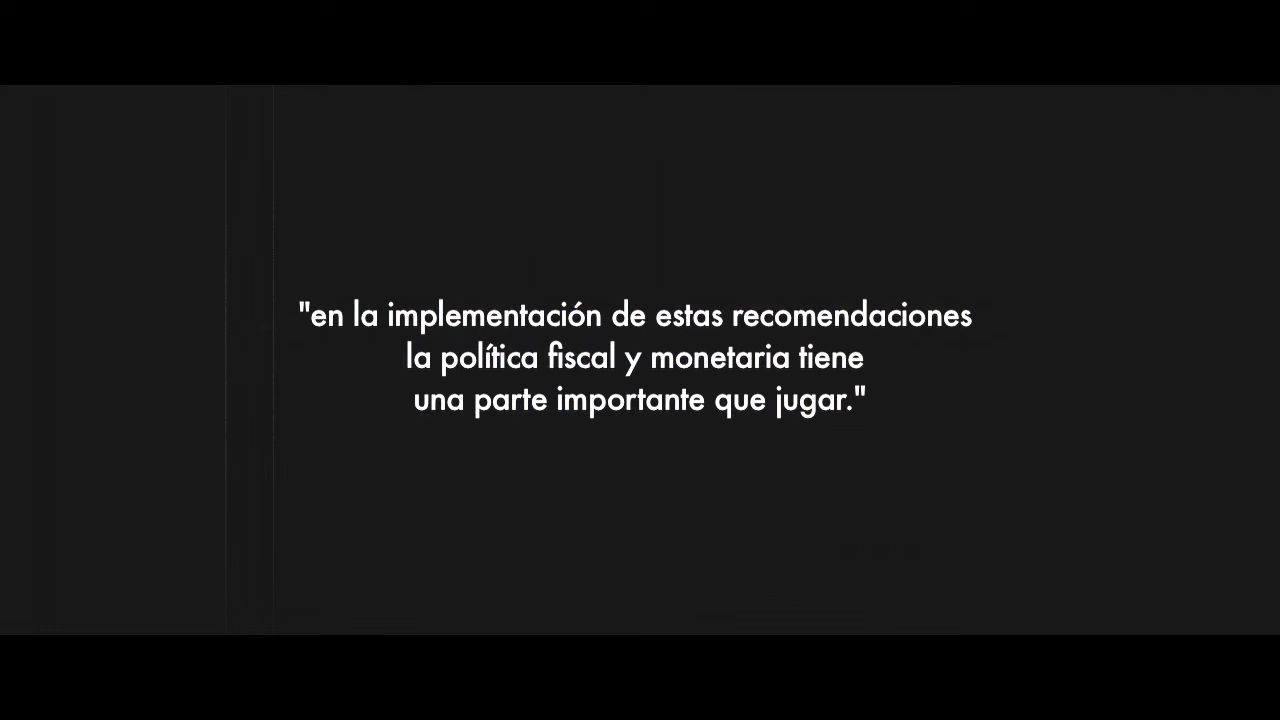 "en la implementación de estas recomendaciones
la política fiscal y monetaria tiene
una parte importante que jugar."